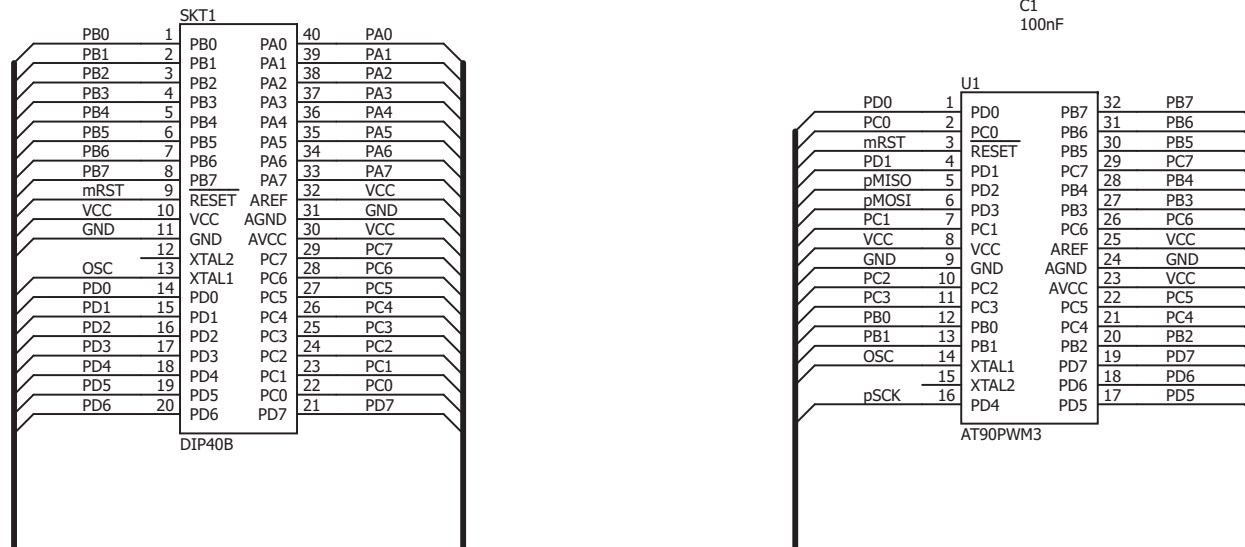 SKT1
PB0 1 PB0 PA0 40 PA0
PB1 2 PB1 PA1 39 PA1
PB2 3 PB2 PA2 38 PA2
PB3 4 PB3 PA3 37 PA3
PB4 5 PB4 PA4 36 PA4
PB5 6 PB5 PA5 35 PA5
PB6 7 PB6 PA6 34 PA6
PB7 8 PB7 PA7 33 PA7
mRST 9 RESET AREF 32 VCC
VCC 10 VCC AGND 31 GND
GND 11 GND AVCC 30 VCC
12 XTAL2 PC7 29 PC7
OSC 13 XTAL1 PC6 28 PC6
PD0 14 PD0 PC5 27 PC5
PD1 15 PD1 PC4 26 PC4
PD2 16 PD2 PC3 25 PC3
PD3 17 PD3 PC2 24 PC2
PD4 18 PD4 PC1 23 PC1
PD5 19 PD5 PC0 22 PC0
PD6 20 PD6 PD7 21 PD7
DIP40B
C1
100nF
U1
PD0 1 PD0 PB7 32 PB7
PC0 2 PC0 PB6 31 PB6
mRST 3 RESET PB5 30 PB5
PD1 4 PD1 PC7 29 PC7
pMISO 5 PD2 PB4 28 PB4
pMOSI 6 PD3 PB3 27 PB3
PC1 7 PC1 PC6 26 PC6
VCC 8 VCC AREF 25 VCC
GND 9 GND AGND 24 GND
PC2 10 PC2 AVCC 23 VCC
PC3 11 PC3 PC5 22 PC5
PB0 12 PB0 PC4 21 PC4
PB1 13 PB1 PB2 20 PB2
OSC 14 XTAL1 PD7 19 PD7
15 XTAL2 PD6 18 PD6
pSCK 16 PD4 PD5 17 PD5
AT90PWM3